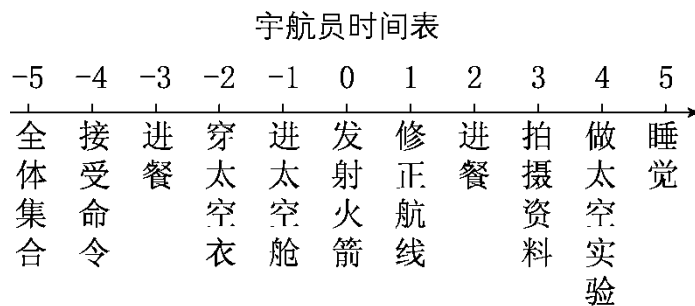 宇航员时间表
-5 -4 -3 -2 -1 0 1 2 3 4 5
全体集合
接受命令
进餐
穿太空衣
进太空舱
发射火箭
修正航线
进餐
拍摄资料
做太空实验
睡觉